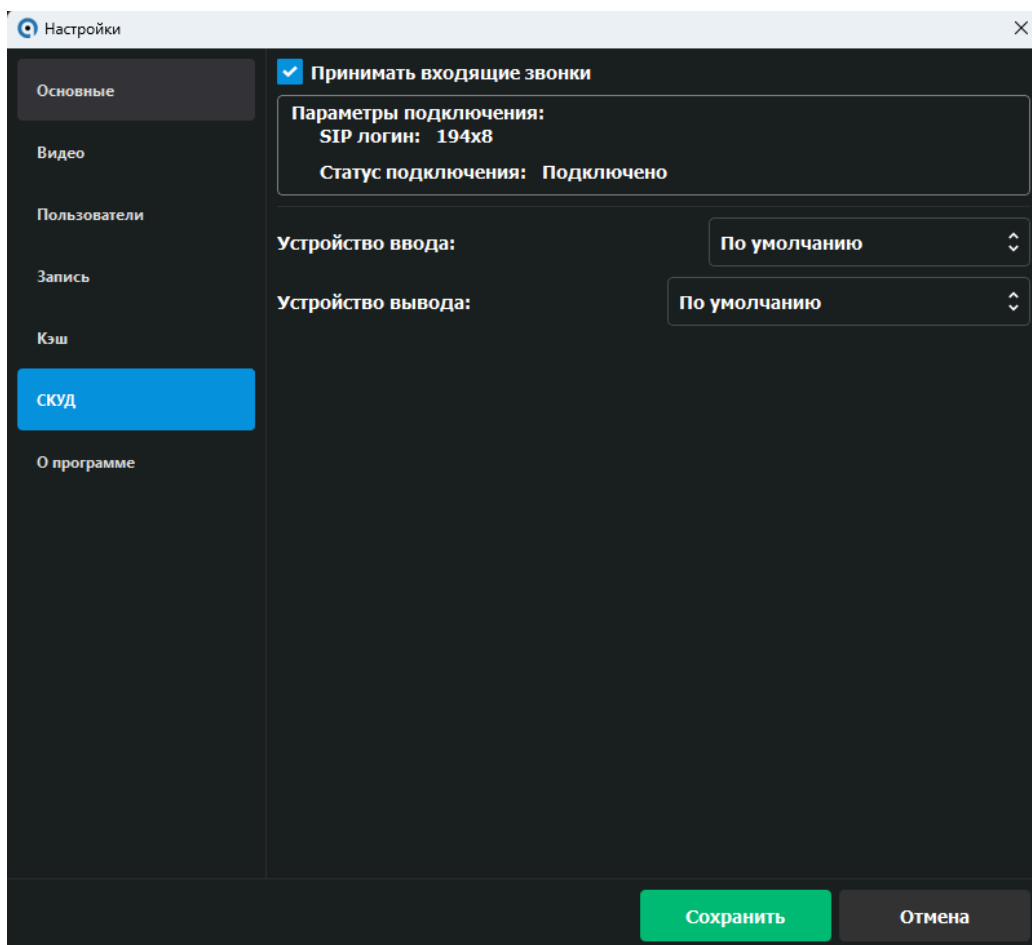 Настройки
Основные
Видео
Пользователи
Запись
Кэш
СКУД
О программе
Принимать входящие звонки
Параметры подключения:
SIP логин: 194x8
Статус подключения: Подключено
Устройство ввода: По умолчанию
Устройство вывода: По умолчанию
Сохранить Отмена